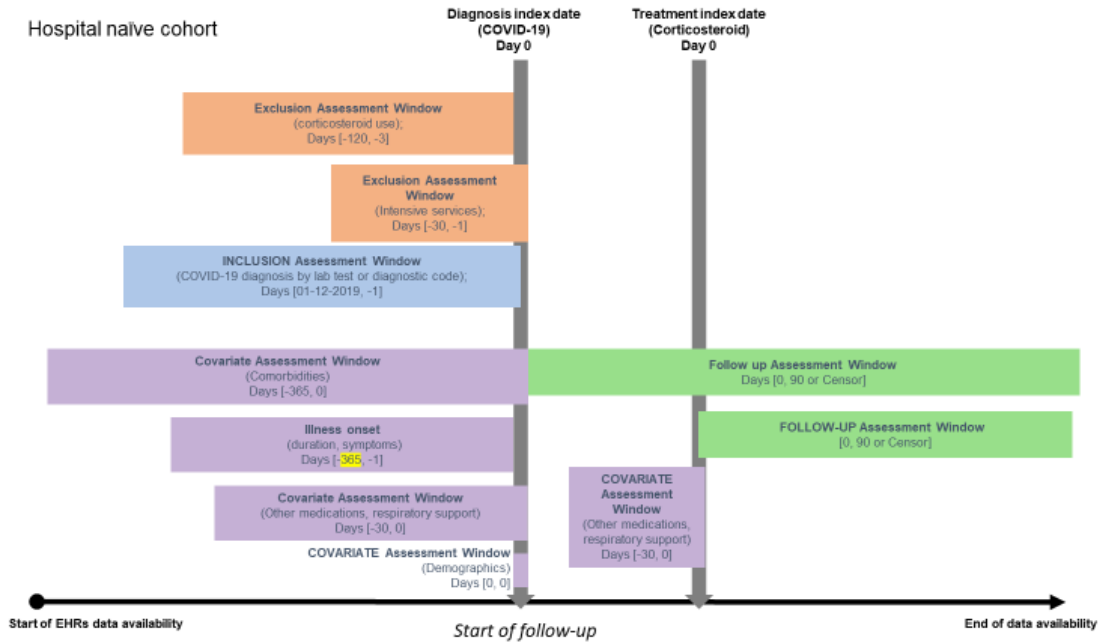 Hospital naïve cohort
Diagnosis index date
(COVID-19)
Day 0
Treatment index date
(Corticosteroid)
Day 0
Exclusion Assessment Window
(corticosteroid use);
Days [-120, -3]
Exclusion Assessment
Window
(Intensive services);
Days [-30, -1]
INCLUSION Assessment Window
(COVID-19 diagnosis by lab test or diagnostic code);
Days [01-12-2019, -1]
Covariate Assessment Window
(Comorbidities)
Days [-365, 0]
Follow up Assessment Window
Days [0, 90 or Censor]
Illness onset
(duration, symptoms)
Days [-365, -1]
FOLLOW-UP Assessment Window
[0, 90 or Censor]
Covariate Assessment Window
(Other medications, respiratory support)
Days [-30, 0]
COVARIATE
Assessment
Window
(Other medications,
respiratory support)
Days [-30, 0]
COVARIATE Assessment Window
(Demographics)
Days [0, 0]
Start of EHRs data availability
Start of follow-up
End of data availability